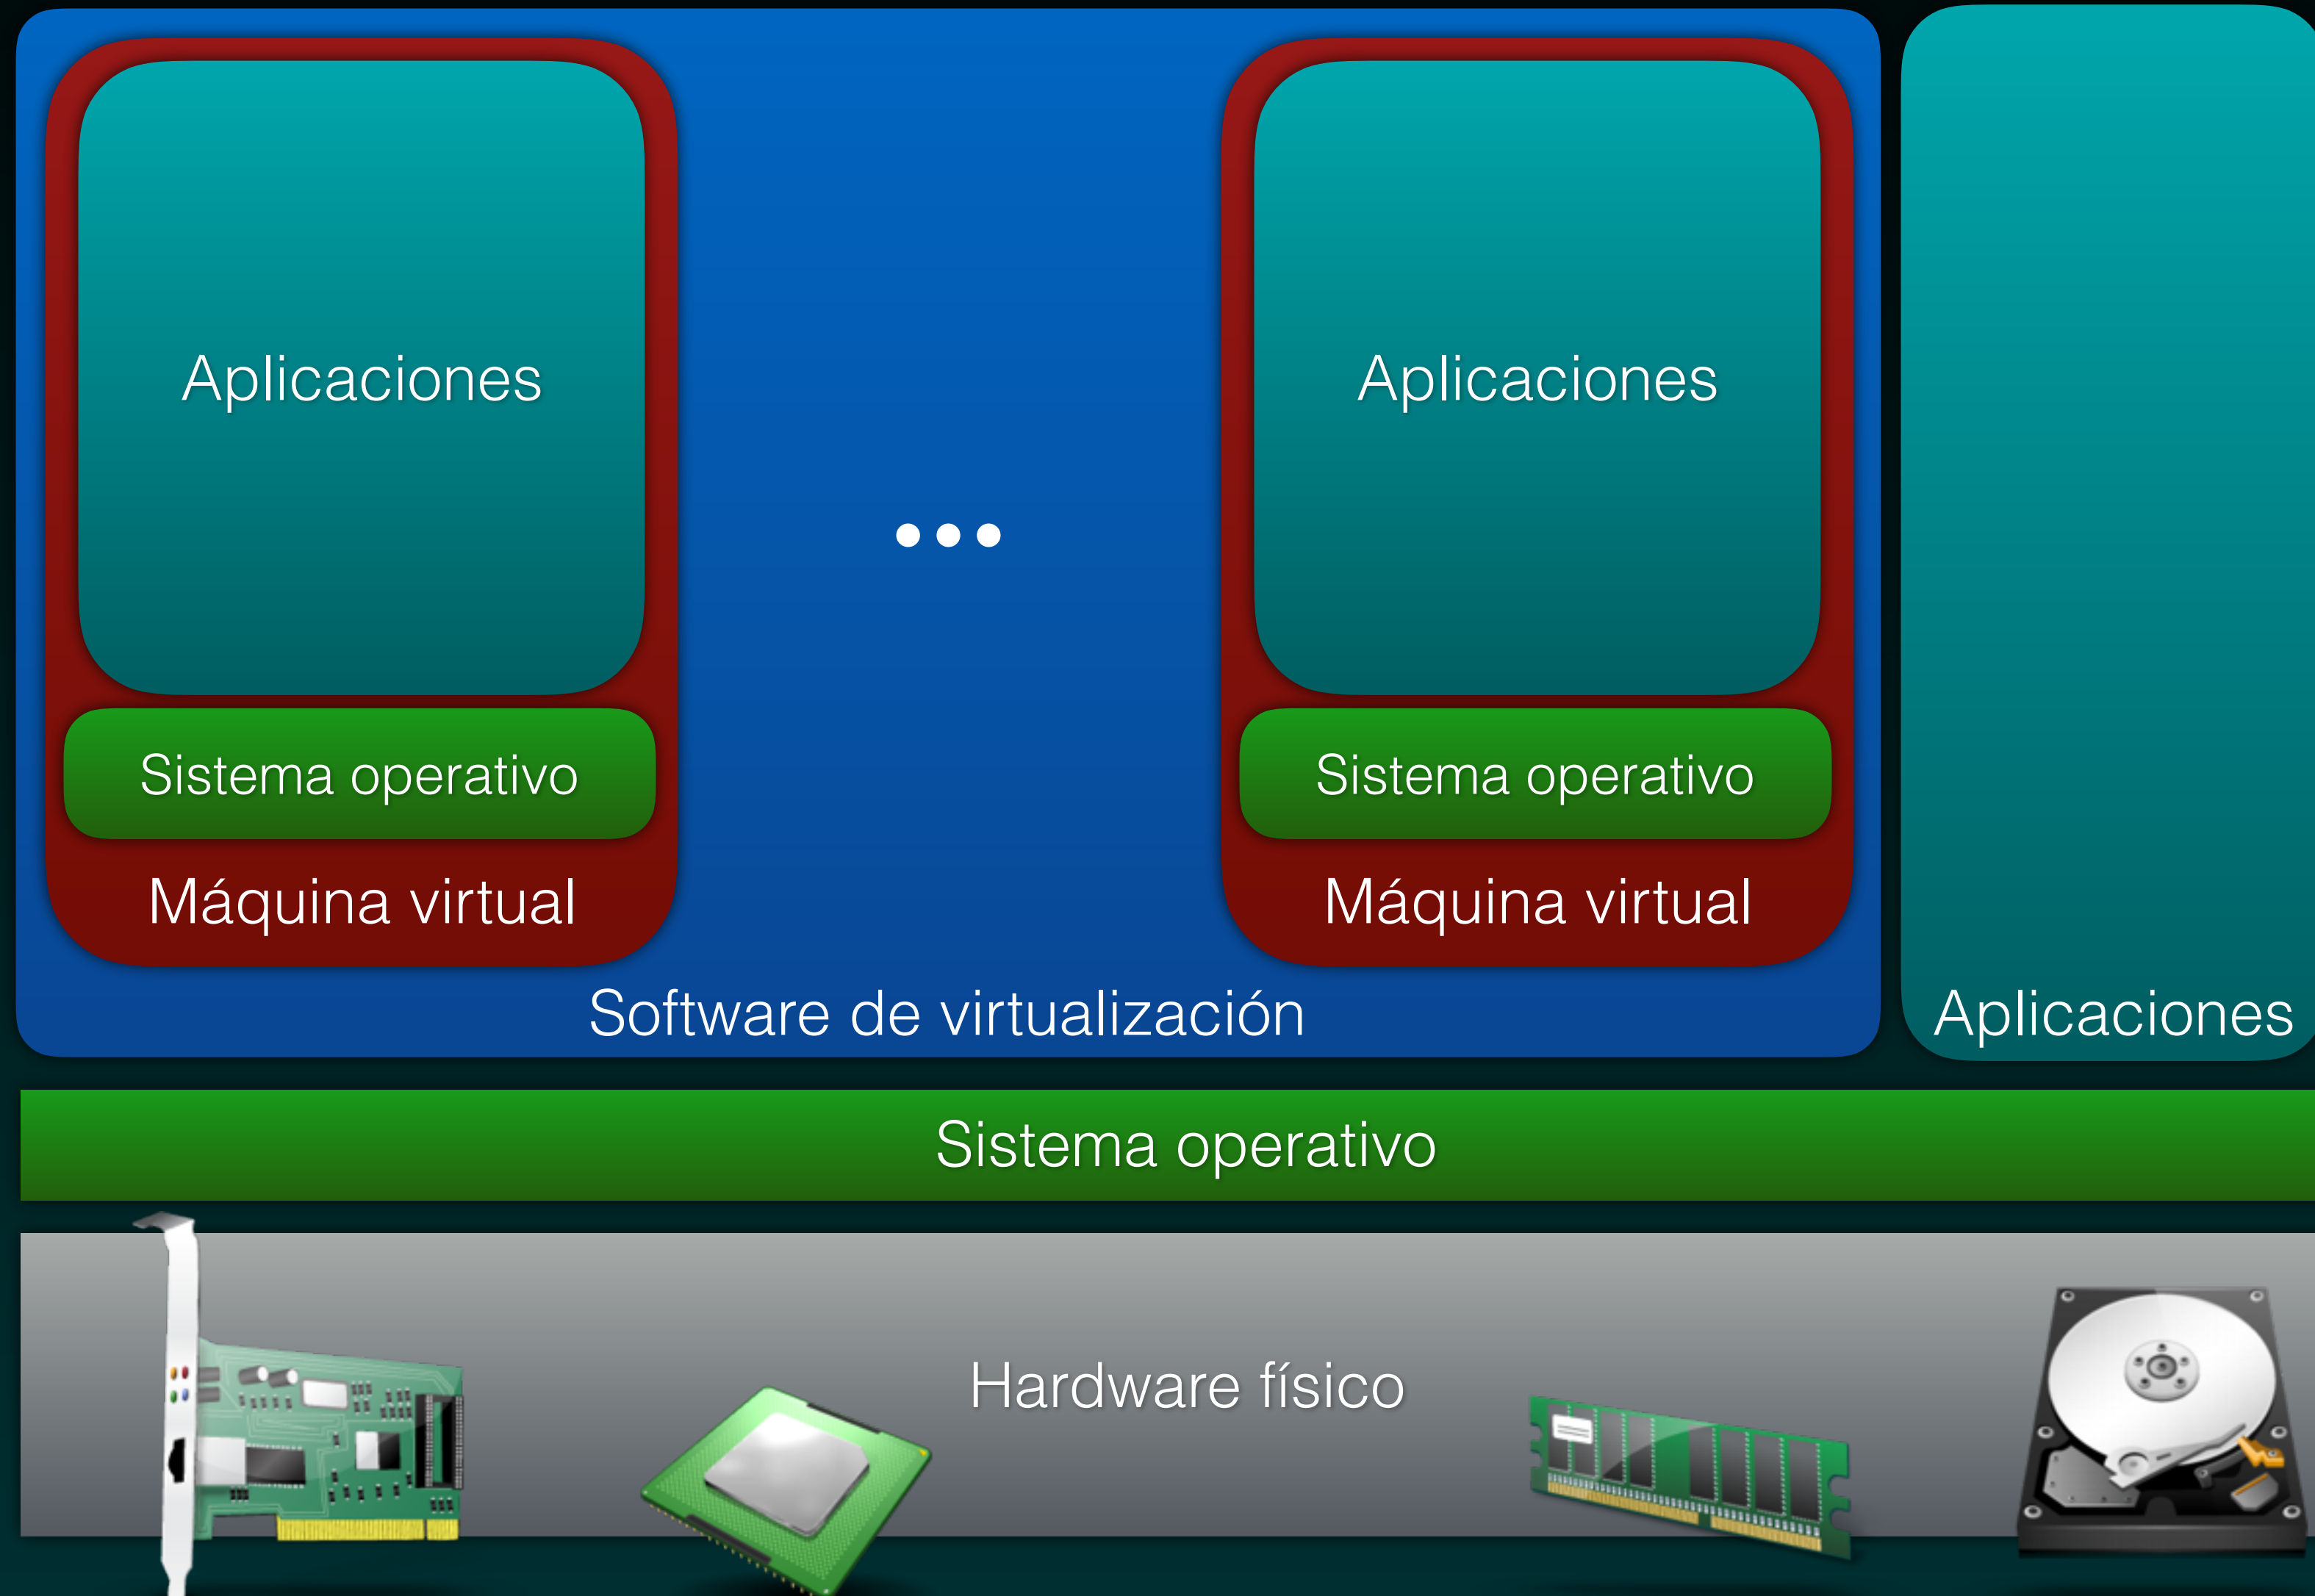 Aplicaciones
Sistema operativo
Máquina virtual
...
Aplicaciones
Sistema operativo
Máquina virtual
Software de virtualización
Aplicaciones
Sistema operativo
Hardware físico